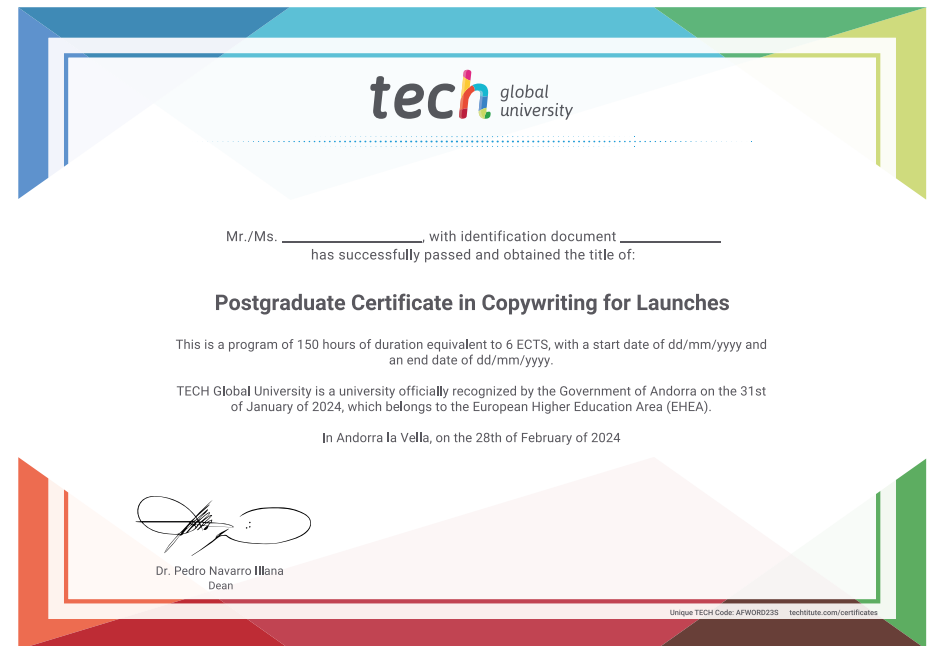 tech global
university
Mr./Ms. ____________, with identification document ____________
has successfully passed and obtained the title of:
Postgraduate Certificate in Copywriting for Launches
This is a program of 150 hours of duration equivalent to 6 ECTS, with a start date of dd/mm/yyyy and
an end date of dd/mm/yyyy.
TECH Global University is a university officially recognized by the Government of Andorra on the 31st
of January of 2024, which belongs to the European Higher Education Area (EHEA).
In Andorra la Vella, on the 28th of February of 2024
Dr. Pedro Navarro Illana
Dean
Unique TECH Code: AFWORD23S techtitute.com/certificates